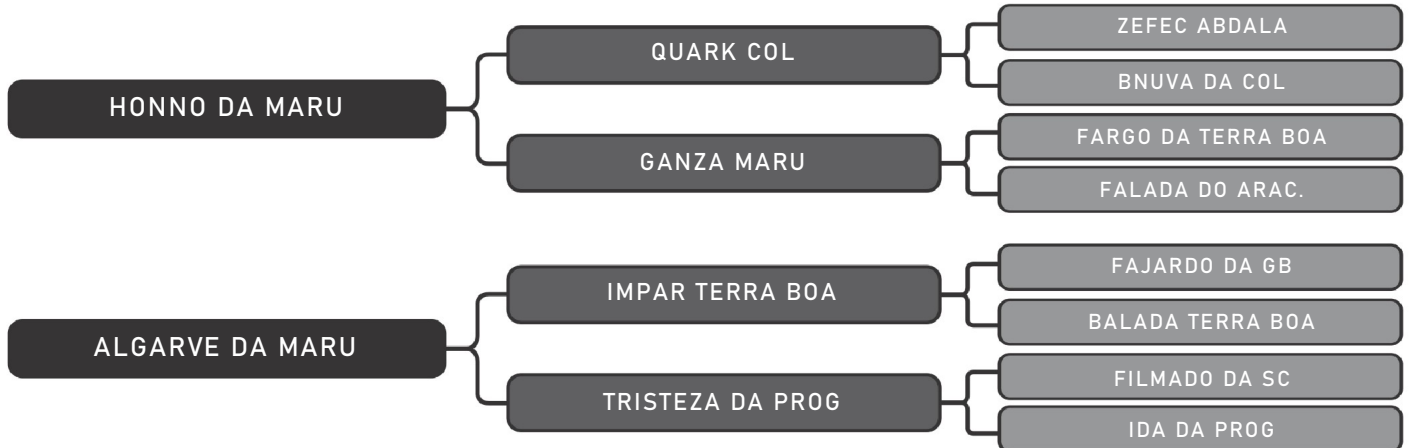 HONNO DA MARU
QUARK COL
ZEFEC ABDALA
BNUVA DA COL
GANZA MARU
FARGO DA TERRA BOA
FALADA DO ARAC.
ALGARVE DA MARU
IMPAR TERRA BOA
FAJARDO DA GB
BALADA TERRA BOA
TRISTEZA DA PROG
FILMADO DA SC
IDA DA PROG